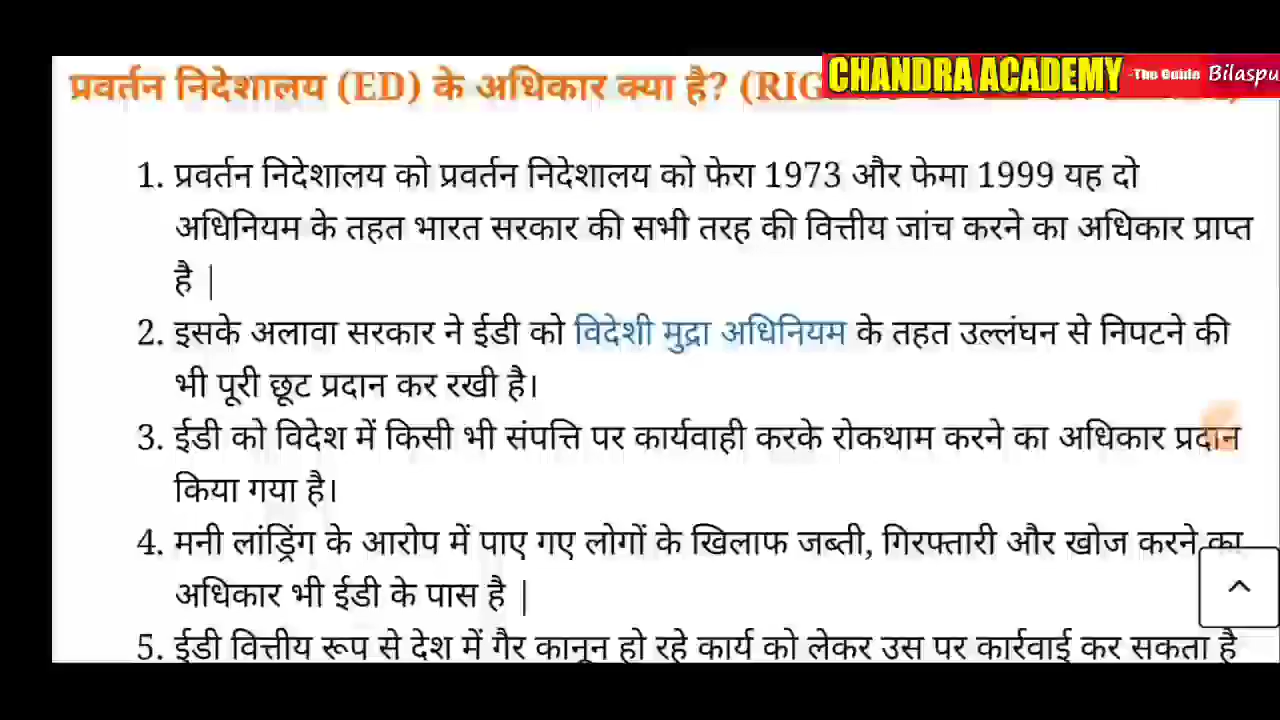 प्रवर्तन निदेशालय (ED) के अधिकार क्या है? (RIG
CHANDRA ACADEMY -The Guide Bilaspu
1. प्रवर्तन निदेशालय को प्रवर्तन निदेशालय को फेरा 1973 और फेमा 1999 यह दो
अधिनियम के तहत भारत सरकार की सभी तरह की वित्तीय जांच करने का अधिकार प्राप्त
है |
2. इसके अलावा सरकार ने ईडी को विदेशी मुद्रा अधिनियम के तहत उल्लंघन से निपटने की
भी पूरी छूट प्रदान कर रखी है।
3. ईडी को विदेश में किसी भी संपत्ति पर कार्यवाही करके रोकथाम करने का अधिकार प्रदान
किया गया है।
4. मनी लांड्रिंग के आरोप में पाए गए लोगों के खिलाफ जब्ती, गिरफ्तारी और खोज करने का
अधिकार भी ईडी के पास है |
5. ईडी वित्तीय रूप से देश में गैर कानून हो रहे कार्य को लेकर उस पर कार्रवाई कर सकता है